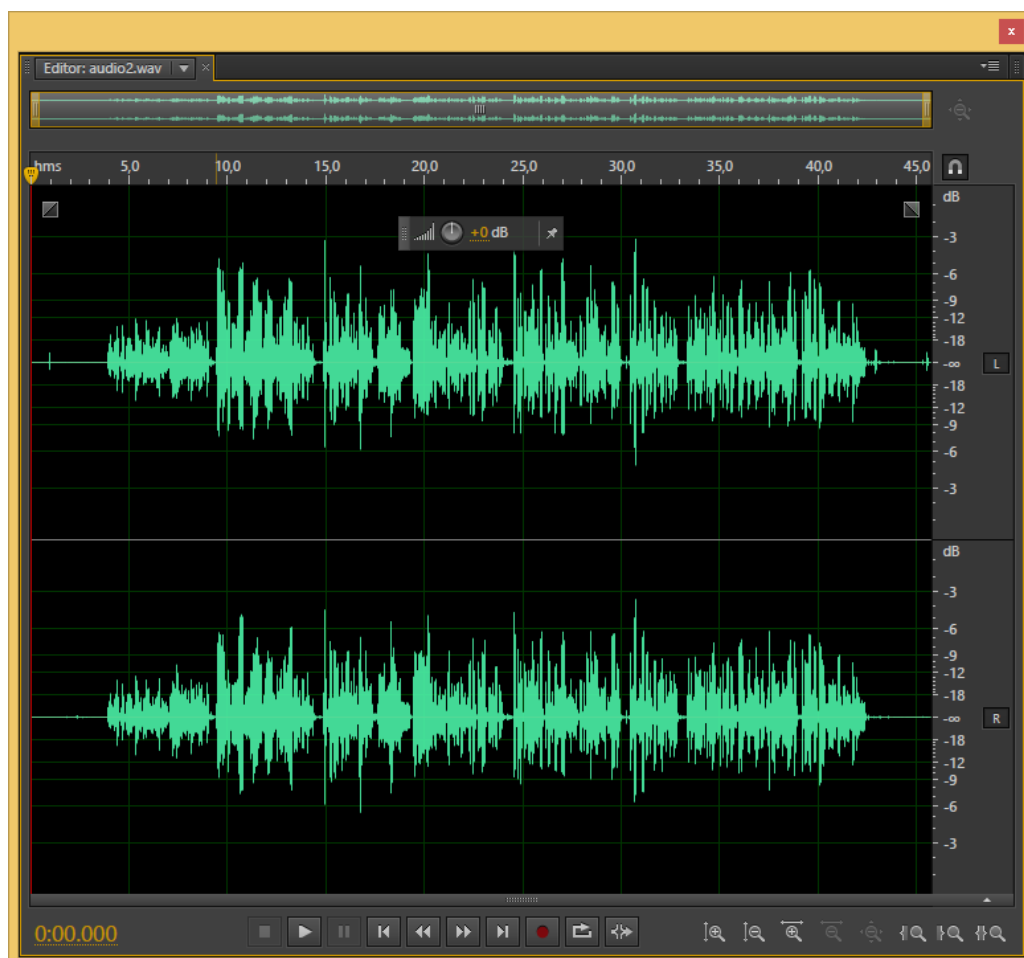 x
Editor: audio2.wav ×
hms 5,0 10,0 15,0 20,0 25,0 30,0 35,0 40,0 45,0
+0 dB
dB
-3
-6
-9
-12
-18
-∞ L
-18
-12
-9
-6
-3
dB
-3
-6
-9
-12
-18
-∞ R
-18
-12
-9
-6
-3
0:00.000